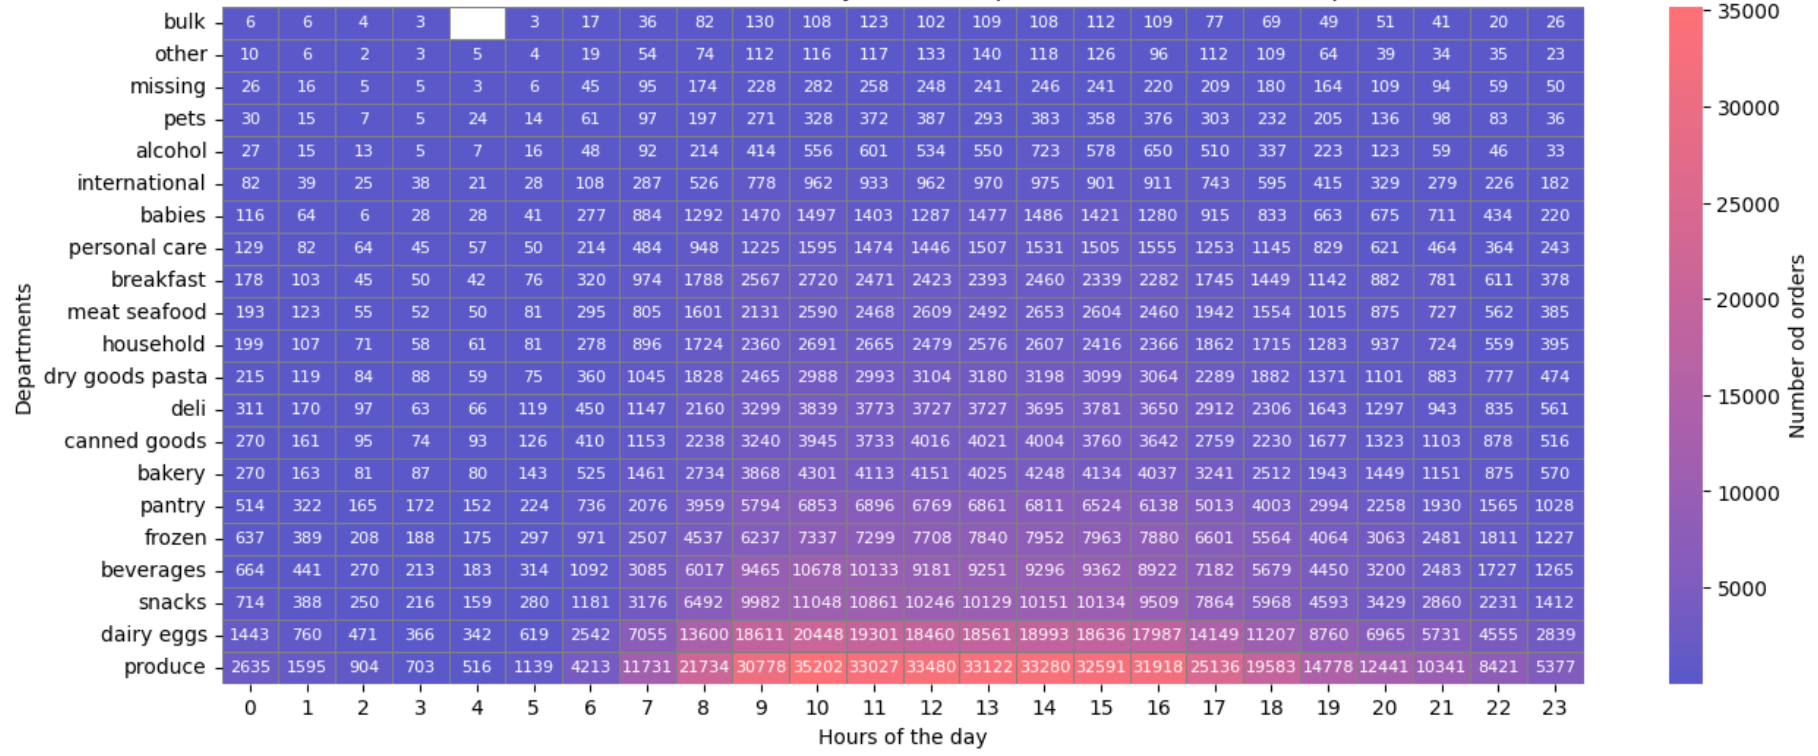 bulk 6 6 4 3 3 17 36 82 130 108 123 102 109 108 112 109 77 69 49 51 41 20 26
other 10 6 2 3 5 4 19 54 74 112 116 117 133 140 118 126 96 112 109 64 39 34 35 23
missing 26 16 5 5 3 6 45 95 174 228 282 258 248 241 246 241 220 209 180 164 109 94 59 50
pets 30 15 7 5 24 14 61 97 197 271 328 372 387 293 383 358 376 303 232 205 136 98 83 36
alcohol 27 15 13 5 7 16 48 92 214 414 556 601 534 550 723 578 650 510 337 223 123 59 46 33
international 82 39 25 38 21 28 108 287 526 778 962 933 962 970 975 901 911 743 595 415 329 279 226 182
babies 116 64 6 28 28 41 277 884 1292 1470 1497 1403 1287 1477 1486 1421 1280 915 833 663 675 711 434 220
personal care 129 82 64 45 57 50 214 484 948 1225 1595 1474 1446 1507 1531 1505 1555 1253 1145 829 621 464 364 243
breakfast 178 103 45 50 42 76 320 974 1788 2567 2720 2471 2423 2393 2460 2339 2282 1745 1449 1142 882 781 611 378
meat seafood 193 123 55 52 50 81 295 805 1601 2131 2590 2468 2609 2492 2653 2604 2460 1942 1554 1015 875 727 562 385
household 199 107 71 58 61 81 278 896 1724 2360 2691 2665 2479 2576 2607 2416 2366 1862 1715 1283 937 724 559 395
dry goods pasta 215 119 84 88 59 75 360 1045 1828 2465 2988 2993 3104 3180 3198 3099 3064 2289 1882 1371 1101 883 777 474
deli 311 170 97 63 66 119 450 1147 2160 3299 3839 3773 3727 3727 3695 3781 3650 2912 2306 1643 1297 943 835 561
canned goods 270 161 95 74 93 126 410 1153 2238 3240 3945 3733 4016 4021 4004 3760 3642 2759 2230 1677 1323 1103 878 516
bakery 270 163 81 87 80 143 525 1461 2734 3868 4301 4113 4151 4025 4248 4134 4037 3241 2512 1943 1449 1151 875 570
pantry 514 322 165 172 152 224 736 2076 3959 5794 6853 6896 6769 6861 6811 6524 6138 5013 4003 2994 2258 1930 1565 1028
frozen 637 389 208 188 175 297 971 2507 4537 6237 7337 7299 7708 7840 7952 7963 7880 6601 5564 4064 3063 2481 1811 1227
beverages 664 441 270 213 183 314 1092 3085 6017 9465 10678 10133 9181 9251 9296 9362 8922 7182 5679 4450 3200 2483 1727 1265
snacks 714 388 250 216 159 280 1181 3176 6492 9982 11048 10861 10246 10129 10151 10134 9509 7864 5968 4593 3429 2860 2231 1412
dairy eggs 1443 760 471 366 342 619 2542 7055 13600 18611 20448 19301 18460 18561 18993 18636 17987 14149 11207 8760 6965 5731 4555 2839
produce 2635 1595 904 703 516 1139 4213 11731 21734 30778 35202 33027 33480 33122 33280 32591 31918 25136 19583 14778 12441 10341 8421 5377
0 1 2 3 4 5 6 7 8 9 10 11 12 13 14 15 16 17 18 19 20 21 22 23
Hours of the day
Departments
35000
30000
25000
20000
15000
10000
5000
Number od orders